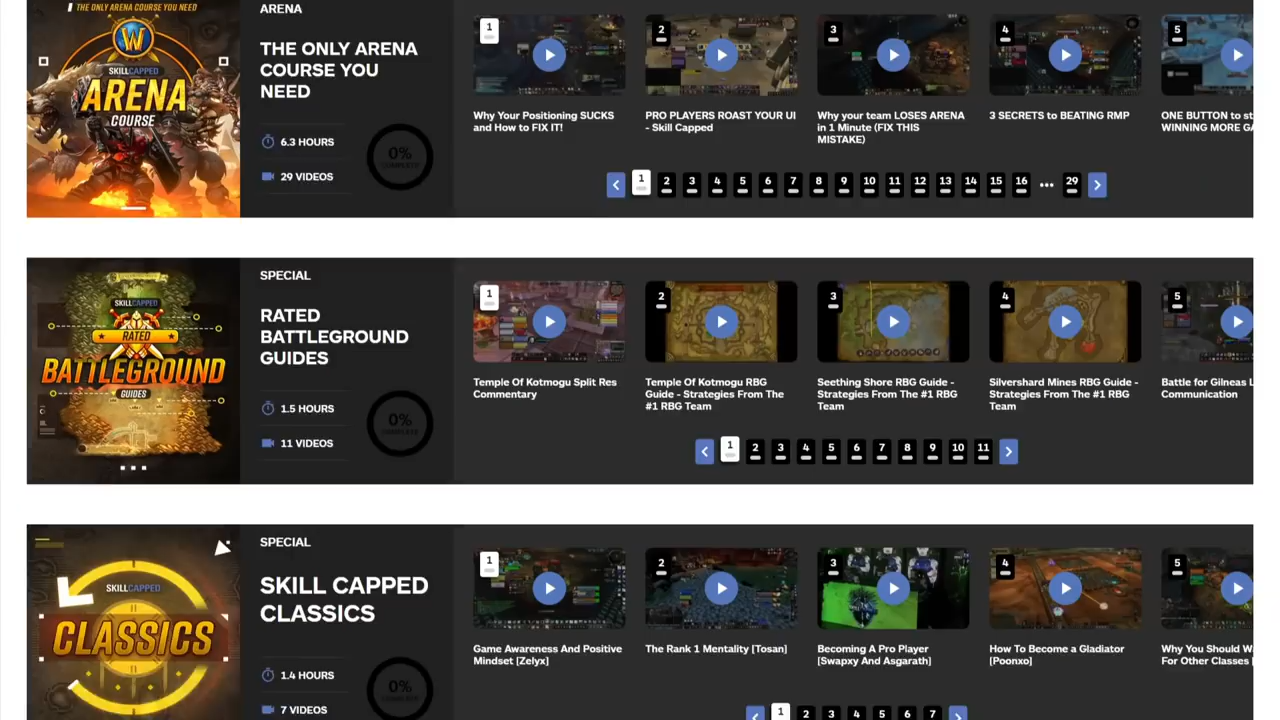 THE ONLY ARENA COURSE YOU NEED
W
SKILLCAPPED
ARENA
COURSE
ARENA
THE ONLY ARENA
COURSE YOU
NEED
6.3 HOURS
29 VIDEOS
0%
COMPLETE
1
2
3
4
5
Why Your Positioning SUCKS
and How to FIX IT!
PRO PLAYERS ROAST YOUR UI
- Skill Capped
Why your team LOSES ARENA
in 1 Minute (FIX THIS
MISTAKE)
3 SECRETS to BEATING RMP
ONE BUTTON to st
WINNING MORE GA
1 2 3 4 5 6 7 8 9 10 11 12 13 14 15 16 ••• 29
SKILLCAPPED
RATED
BATTLEGROUND
GUIDES
SPECIAL
RATED
BATTLEGROUND
GUIDES
1.5 HOURS
11 VIDEOS
0%
COMPLETE
1
2
3
4
5
Temple Of Kotmogu Split Res
Commentary
Temple Of Kotmogu RBG
Guide - Strategies From The
#1 RBG Team
Seething Shore RBG Guide -
Strategies From The #1 RBG
Team
Silvershard Mines RBG Guide -
Strategies From The #1 RBG
Team
Battle for Gilneas L
Communication
1 2 3 4 5 6 7 8 9 10 11
SKILLCAPPED
CLASSICS
SPECIAL
SKILL CAPPED
CLASSICS
1.4 HOURS
7 VIDEOS
0%
COMPLETE
1
2
3
4
5
Game Awareness And Positive
Mindset [Zelyx]
The Rank 1 Mentality [Tosan]
Becoming A Pro Player
[Swapxy And Asgarath]
How To Become a Gladiator
[Poonxo]
Why You Should W
For Other Classes
1 2 3 4 5 6 7